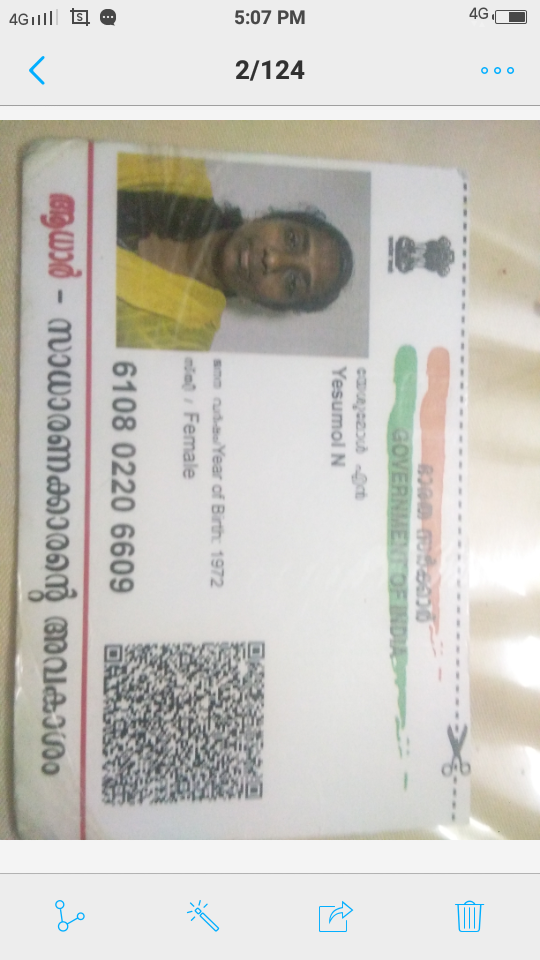 4G
5:07 PM
4G
2/124
ഭാരത സർക്കാർ
GOVERNMENT OF INDIA
യേശുമോൾ എൻ
Yesumol N
ജനന വർഷം/Year of Birth: 1972
സ്ത്രീ / Female
6108 0220 6609
ആധാർ - സാധാരണക്കാരന്റെ അവകാശം